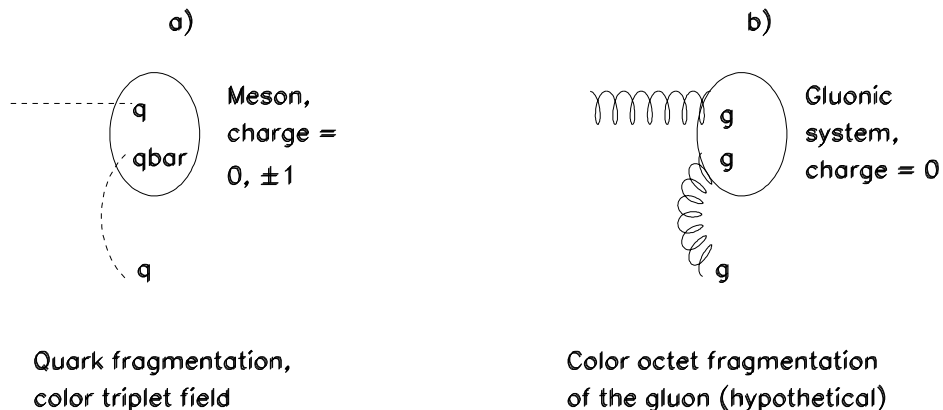 a)
q
qbar
q
Meson,
charge =
0, ±1
Quark fragmentation,
color triplet field
b)
g
g
g
Gluonic
system,
charge = 0
Color octet fragmentation
of the gluon (hypothetical)